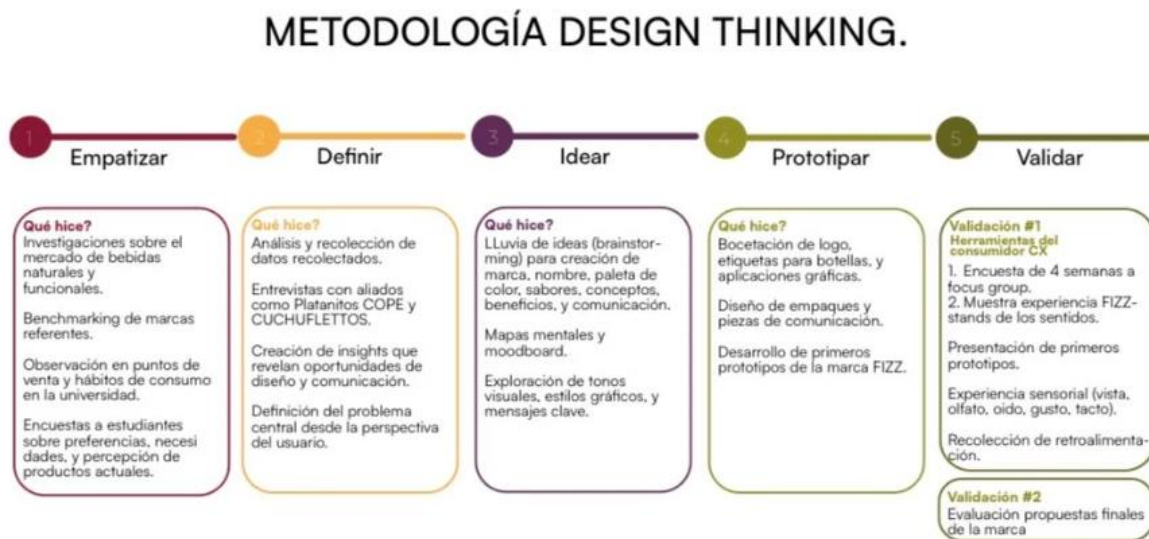 METODOLOGÍA DESIGN THINKING.
1
Empatizar
Qué hice?
Investigaciones sobre el
mercado de bebidas
naturales y
funcionales.
Benchmarking de marcas
referentes.
Observación en puntos de
venta y hábitos de consumo
en la universidad.
Encuestas a estudiantes
sobre preferencias, necesi
dades, y percepción de
productos actuales.
2
Definir
Qué hice?
Análisis y recolección de
datos recolectados.
Entrevistas con aliados
como Platanitos COPE y
CUCHUFLETTOS.
Creación de insights que
revelan oportunidades de
diseño y comunicación.
Definición del problema
central desde la perspectiva
del usuario.
3
Idear
Qué hice?
LLuvia de ideas (brainstor-
ming) para creación de
marca, nombre, paleta de
color, sabores, conceptos,
beneficios, y comunicación.
Mapas mentales y
moodboard.
Exploración de tonos
visuales, estilos gráficos, y
mensajes clave.
4
Prototipar
Qué hice?
Bocetación de logo,
etiquetas para botellas, y
aplicaciones gráficas.
Diseño de empaques y
piezas de comunicación.
Desarrollo de primeros
prototipos de la marca FIZZ.
5
Validar
Validación #1
Herramientas del
consumidor CX
1. Encuesta de 4 semanas a
focus group.
2. Muestra experiencia FIZZ-
stands de los sentidos.
Presentación de primeros
prototipos.
Experiencia sensorial (vista,
olfato, oido, gusto, tacto).
Recolección de retroalimenta-
ción.
Validación #2
Evaluación propuestas finales
de la marca